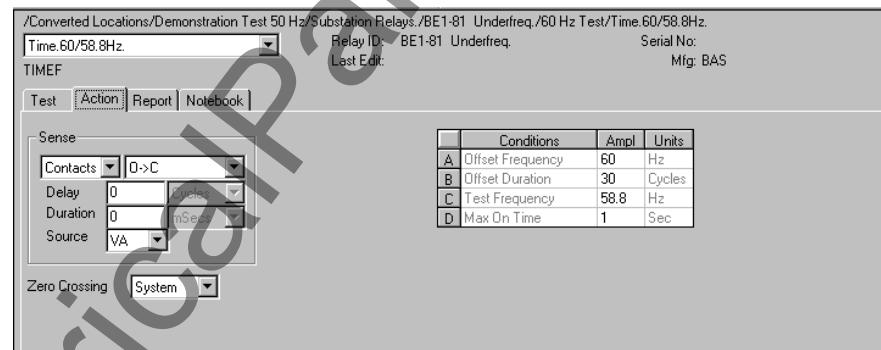 /Converted Locations/Demonstration Test 50 Hz/Substation Relays./BE1-81 Underfreq./60 Hz Test/Time.60/58.8Hz.
Time.60/58.8Hz.
Relay ID: BE1-81 Underfreq.
Serial No:
Last Edit:
Mfg: BAS
TIMEF
Test Action Report Notebook
Sense
Contacts O->C
Delay 0 Cycles
Duration 0 mSecs
Source VA
Zero Crossing System
Conditions Ampl Units
A Offset Frequency 60 Hz
B Offset Duration 30 Cycles
C Test Frequency 58.8 Hz
D Max On Time 1 Sec